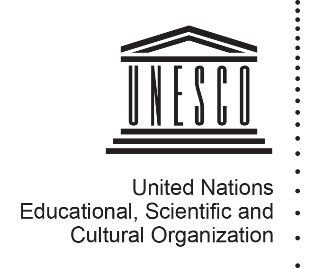 UNESCO
United Nations
Educational, Scientific and
Cultural Organization